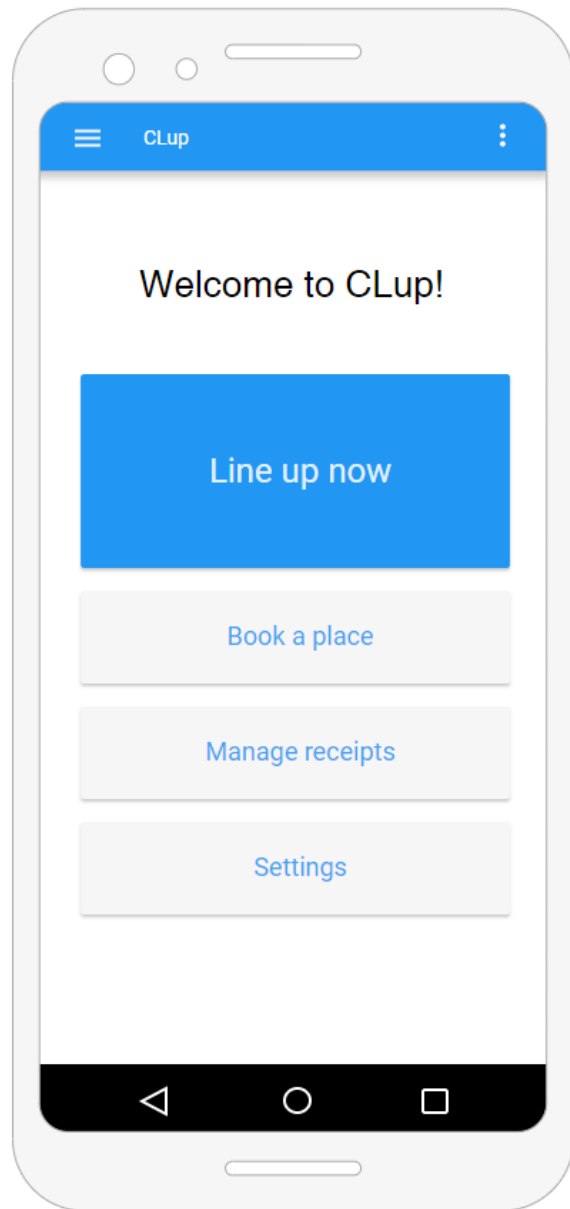 CLup
Welcome to CLup!
Line up now
Book a place
Manage receipts
Settings